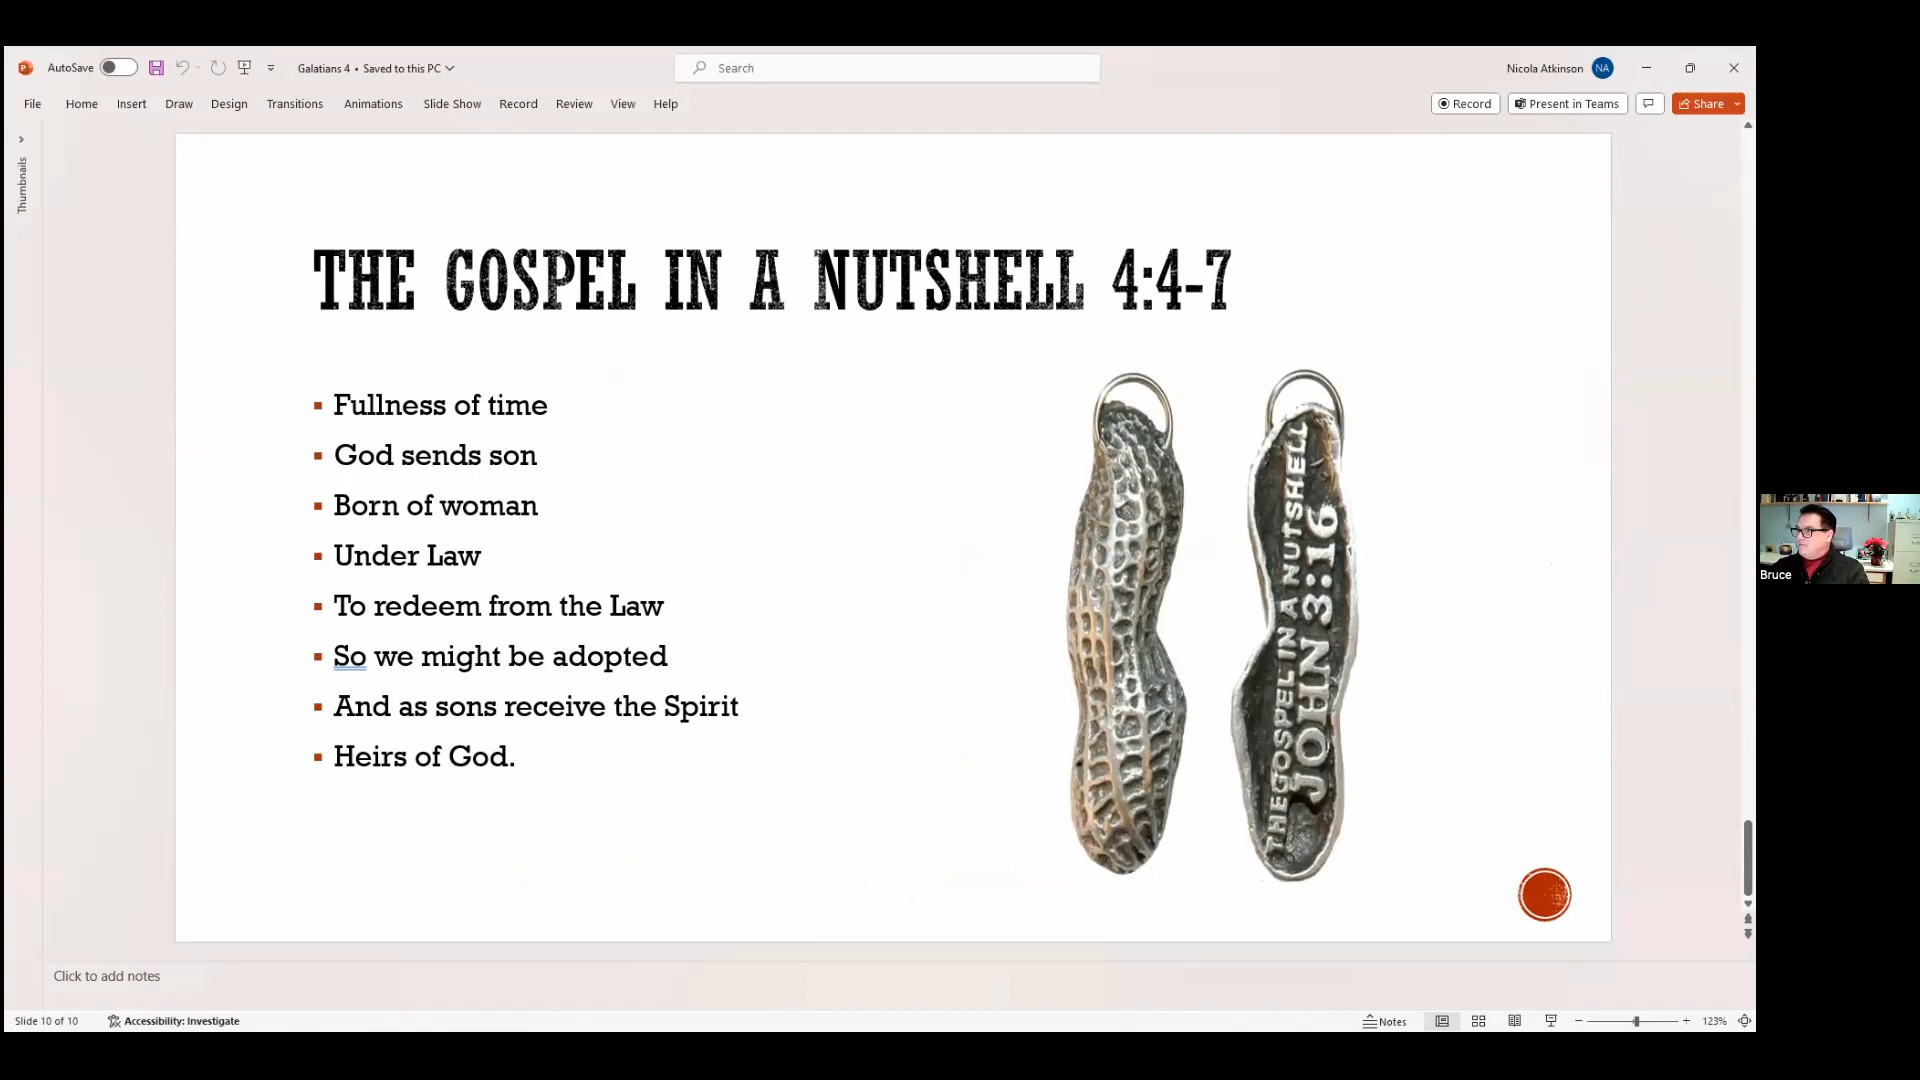 AutoSave
Galatians 4 • Saved to this PC
Search
Nicola Atkinson
NA
File Home Insert Draw Design Transitions Animations Slide Show Record Review View Help
Record
Present in Teams
Share
Thumbnails
THE GOSPEL IN A NUTSHELL 4:4-7
▪ Fullness of time
▪ God sends son
▪ Born of woman
▪ Under Law
▪ To redeem from the Law
▪ So we might be adopted
▪ And as sons receive the Spirit
▪ Heirs of God.
THE GOSPEL IN A NUTSHELL
JOHN 3:16
Bruce
Click to add notes
Slide 10 of 10
Accessibility: Investigate
Notes
123%